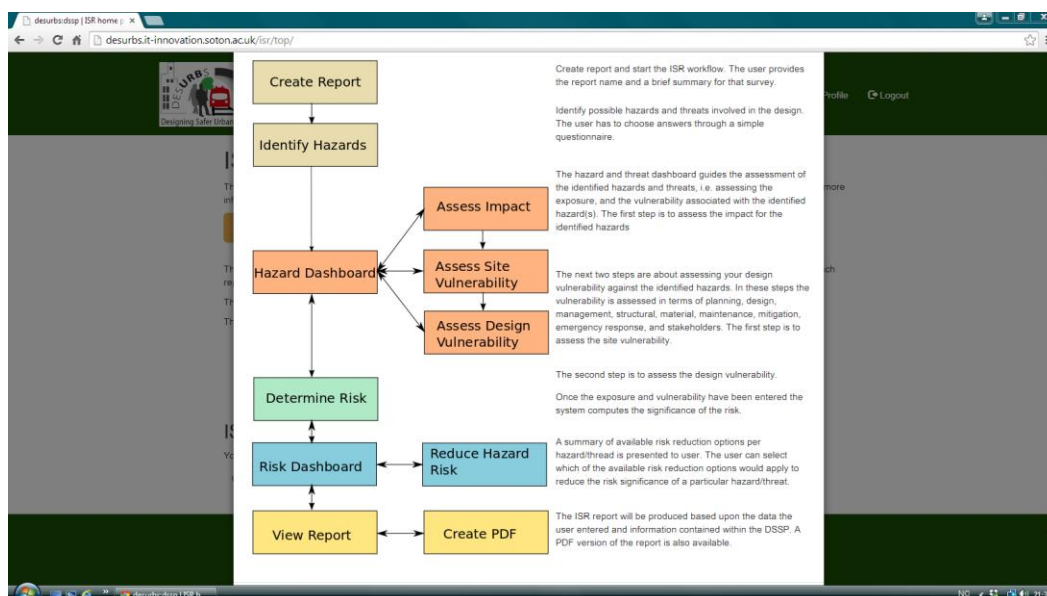 desurbs:dssp | ISR home p
desurbs.it-innovation.soton.ac.uk/isr/top/
DESURBS
Designing Safer Urban
Profile
Logout
Create Report
Create report and start the ISR workflow. The user provides
the report name and a brief summary for that survey.
Identify Hazards
Identify possible hazards and threats involved in the design.
The user has to choose answers through a simple
questionnaire.
The hazard and threat dashboard guides the assessment of
the identified hazards and threats, i.e. assessing the
exposure, and the vulnerability associated with the identified
hazard(s). The first step is to assess the impact for the
identified hazards
more
Assess Impact
Hazard Dashboard
Assess Site
Vulnerability
Assess Design
Vulnerability
The next two steps are about assessing your design
vulnerability against the identified hazards. In these steps the
vulnerability is assessed in terms of planning, design,
management, structural, material, maintenance, mitigation,
emergency response, and stakeholders. The first step is to
assess the site vulnerability.
The second step is to assess the design vulnerability.
Determine Risk
Once the exposure and vulnerability have been entered the
system computes the significance of the risk.
Risk Dashboard
Reduce Hazard
Risk
A summary of available risk reduction options per
hazard/thread is presented to user. The user can select
which of the available risk reduction options would apply to
reduce the risk significance of a particular hazard/threat.
View Report
Create PDF
The ISR report will be produced based upon the data the
user entered and information contained within the DSSP. A
PDF version of the report is also available.
desurbs:dssp | ISR h
NO